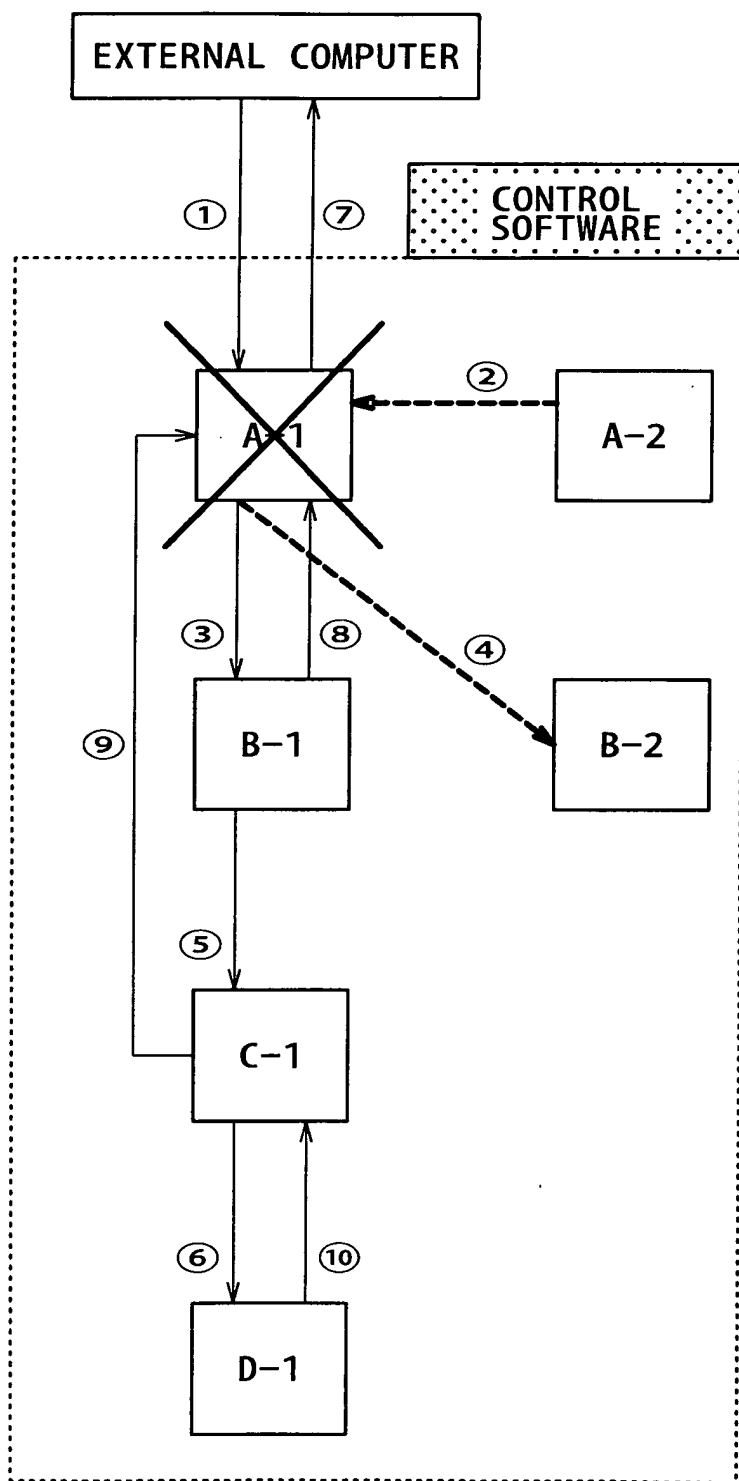 EXTERNAL COMPUTER
① ⑦
CONTROL
SOFTWARE
②
A-1
A-2
③ ⑧ ④
⑨
B-1
B-2
⑤
C-1
⑥ ⑩
D-1